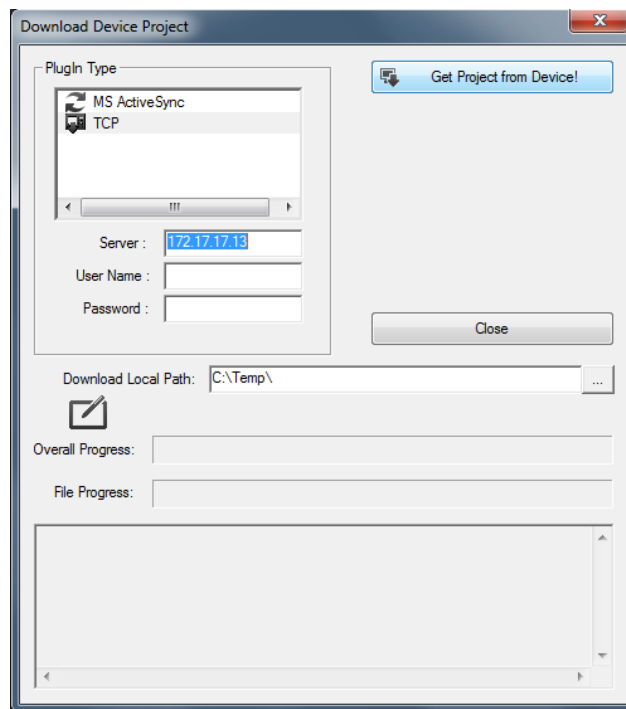 Download Device Project
PlugIn Type
Get Project from Device!
MS ActiveSync
TCP
Server :
172.17.17.13
User Name :
Password :
Close
Download Local Path:
C:\Temp\
...
Overall Progress:
File Progress: